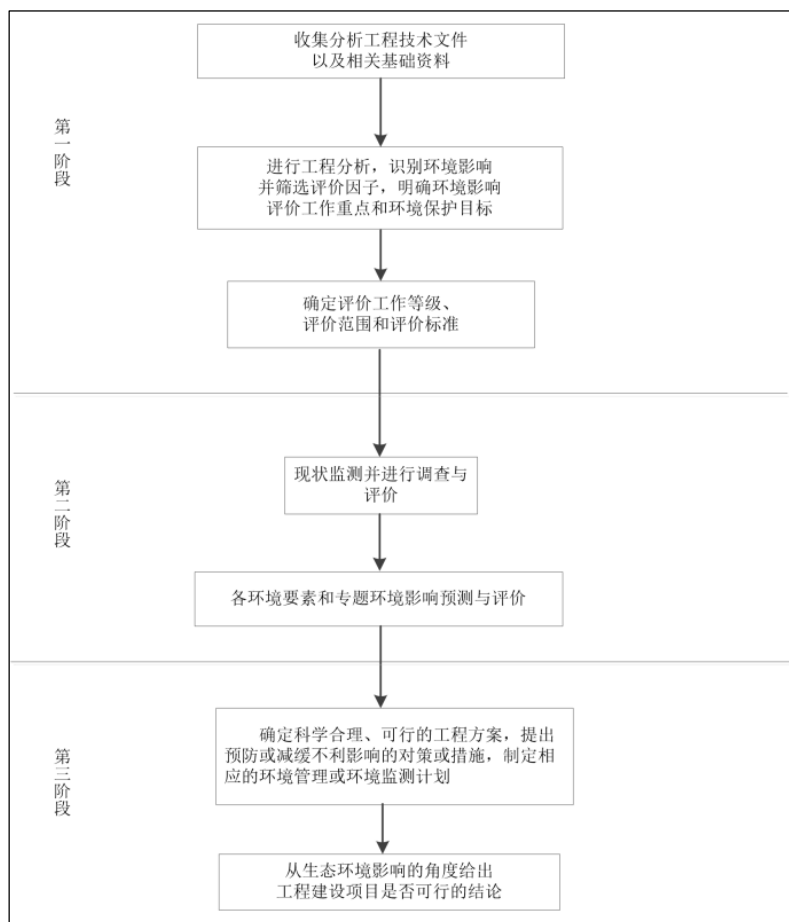 收集分析工程技术文件
以及相关基础资料
第一阶段
进行工程分析，识别环境影响
并筛选评价因子，明确环境影响
评价工作重点和环境保护目标
确定评价工作等级、
评价范围和评价标准
现状监测并进行调查与
评价
第二阶段
各环境要素和专题环境影响预测与评价
确定科学合理、可行的工程方案，提出
预防或减缓不利影响的对策或措施，制定相
应的环境管理或环境监测计划
第三阶段
从生态环境影响的角度给出
工程建设项目是否可行的结论